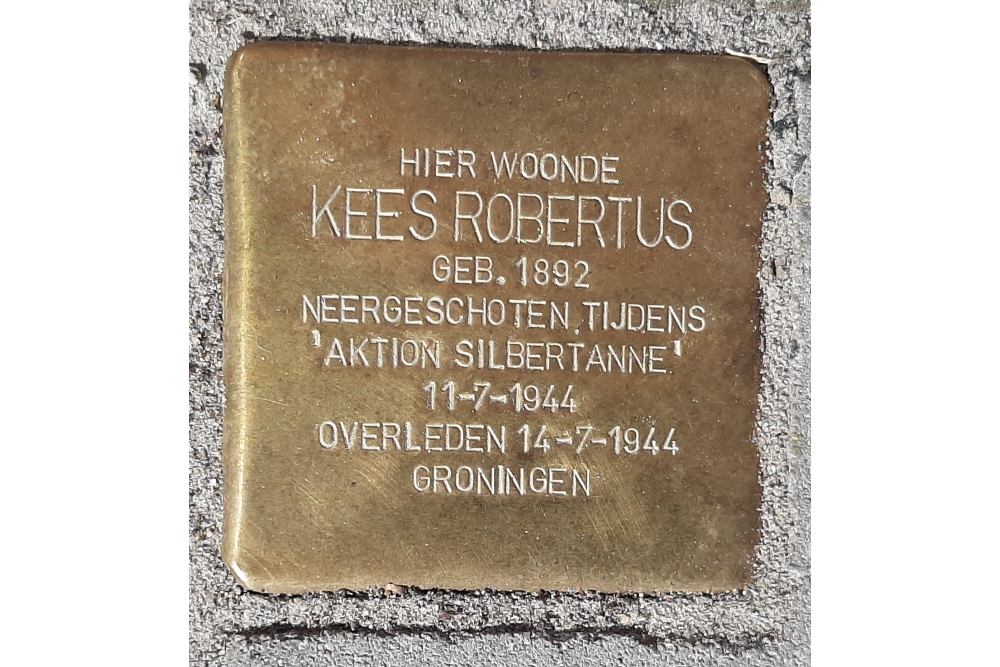 HIER WOONDE
KEES ROBERTUS
GEB. 1892
NEERGESCHOTEN TIJDENS
'AKTION SILBERTANNE'
11-7-1944
OVERLEDEN 14-7-1944
GRONINGEN